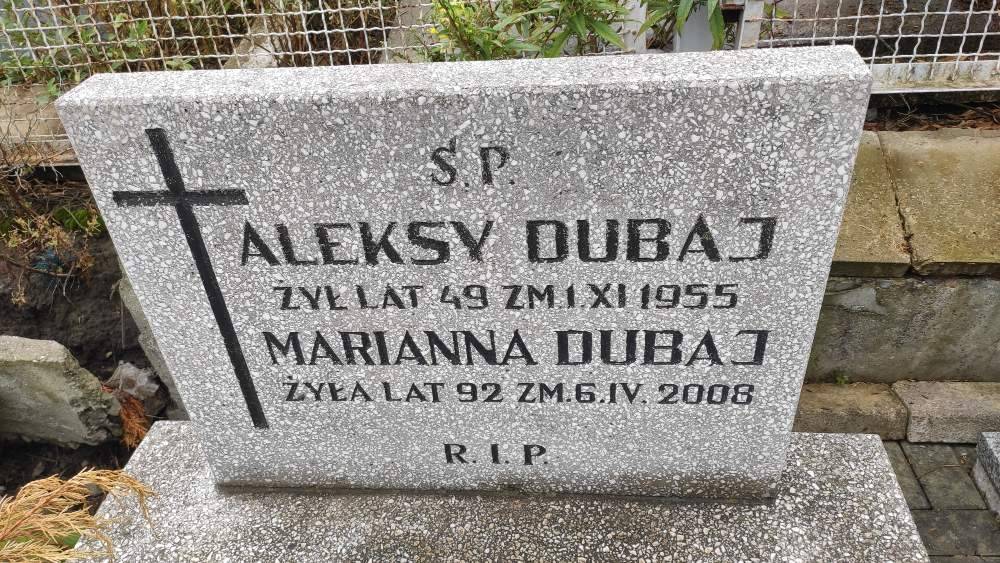 Ś.P.
ALEKSY DUBAJ
ŻYŁ LAT 49 ZM.1.XI 1955
MARIANNA DUBAJ
ŻYŁA LAT 92 ZM.6.IV.2008
R.I.P.